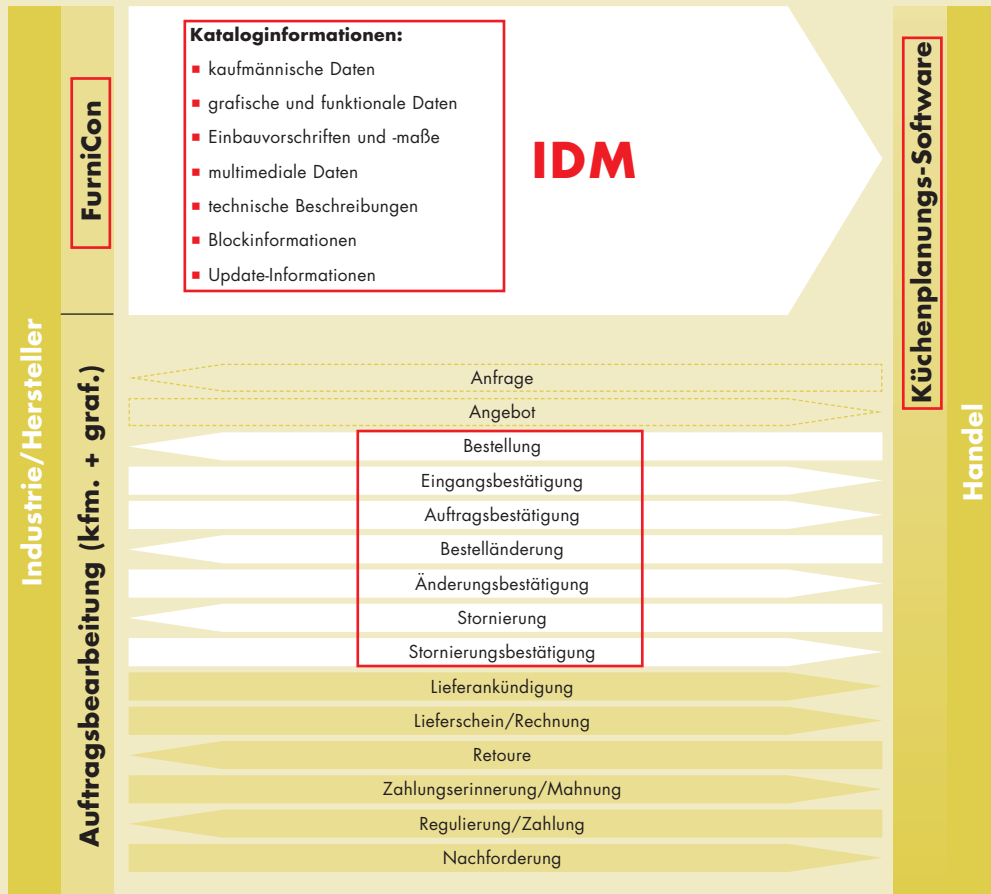 Industrie/Hersteller
FurniCon
Auftragsbearbeitung (kfm. + graf.)
Kataloginformationen:
kaufmännische Daten
grafische und funktionale Daten
Einbauvorschriften und -maße
multimediale Daten
technische Beschreibungen
Blockinformationen
Update-Informationen
IDM
Anfrage
Angebot
Bestellung
Eingangsbestätigung
Auftragsbestätigung
Bestelländerung
Änderungsbestätigung
Stornierung
Stornierungsbestätigung
Lieferankündigung
Lieferschein/Rechnung
Retoure
Zahlungserinnerung/Mahnung
Regulierung/Zahlung
Nachforderung
Küchenplanungs-Software
Handel